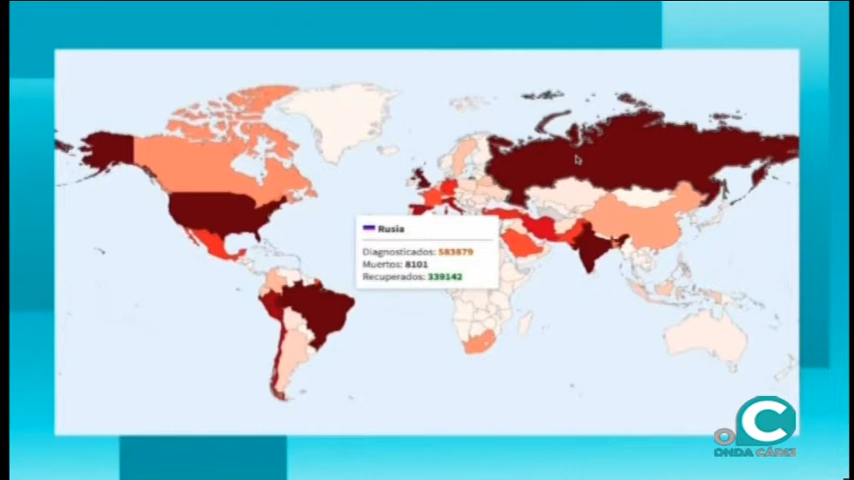 Rusia
Diagnosticados: 583879
Muertos: 8101
Recuperados: 339142
C
ONDA CÁDIZ